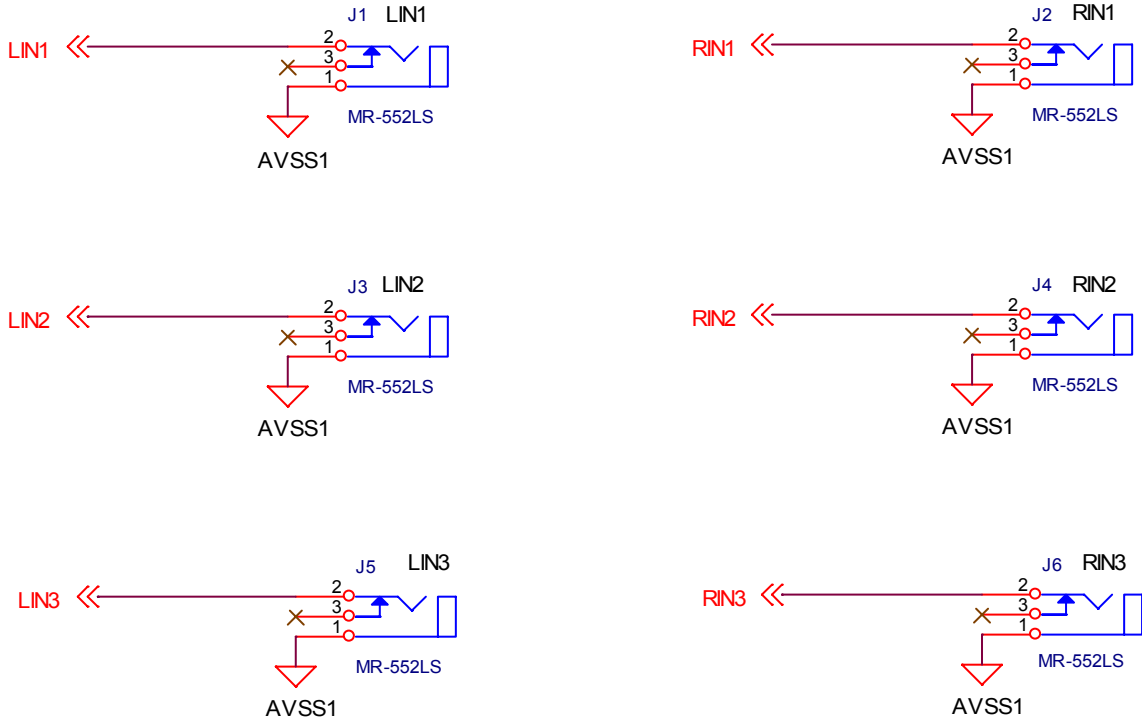 J1 LIN1
LIN1
2
3
1
MR-552LS
AVSS1
J2 RIN1
RIN1
2
3
1
MR-552LS
AVSS1
J3 LIN2
LIN2
2
3
1
MR-552LS
AVSS1
J4 RIN2
RIN2
2
3
1
MR-552LS
AVSS1
J5 LIN3
LIN3
2
3
1
MR-552LS
AVSS1
J6 RIN3
RIN3
2
3
1
MR-552LS
AVSS1